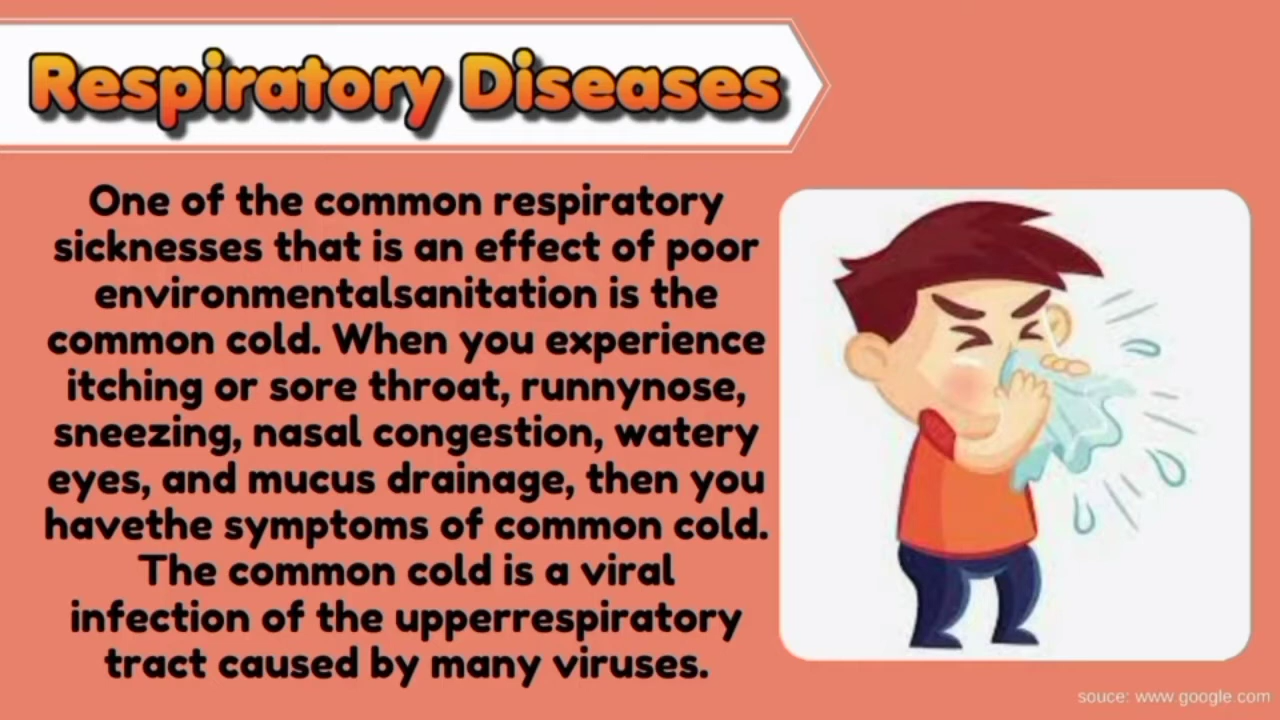 Respiratory Diseases
One of the common respiratory
sicknesses that is an effect of poor
environmentalsanitation is the
common cold. When you experience
itching or sore throat, runnynose,
sneezing, nasal congestion, watery
eyes, and mucus drainage, then you
havethe symptoms of common cold.
The common cold is a viral
infection of the upperrespiratory
tract caused by many viruses.
souce: www.google.com